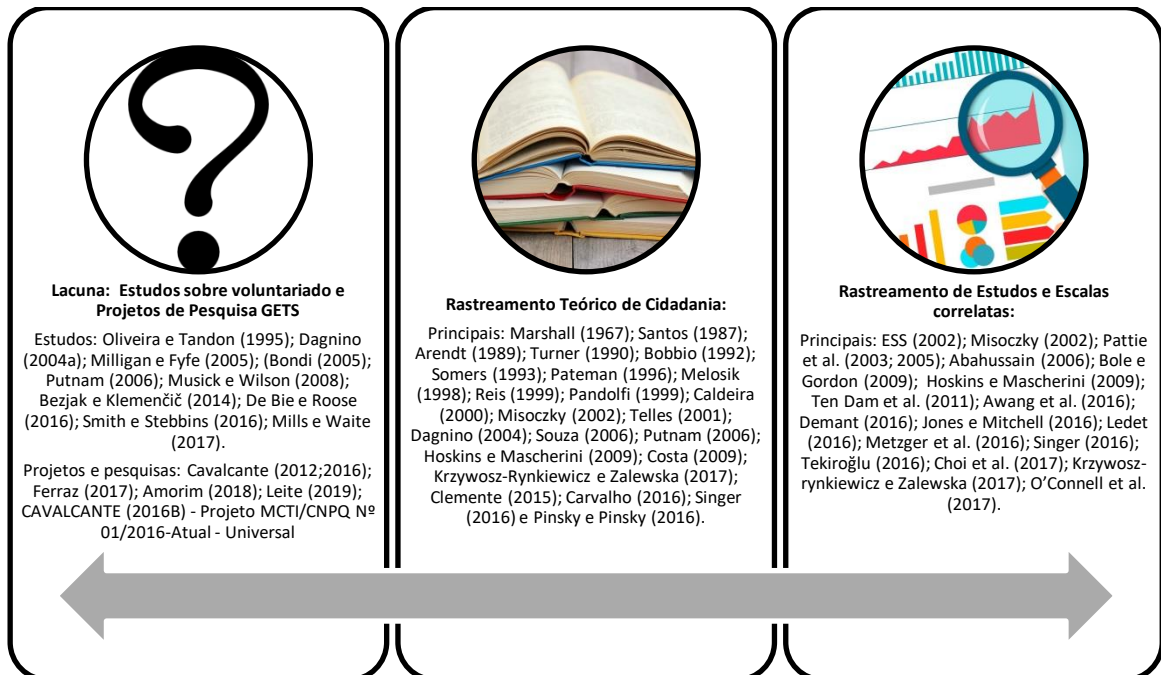 Lacuna: Estudos sobre voluntariado e
Projetos de Pesquisa GETS
Estudos: Oliveira e Tandon (1995); Dagnino
(2004a); Milligan e Fyfe (2005); (Bondi (2005);
Putnam (2006); Musick e Wilson (2008);
Bezjak e Klemenčič (2014); De Bie e Roose
(2016); Smith e Stebbins (2016); Mills e Waite
(2017).
Projetos e pesquisas: Cavalcante (2012;2016);
Ferraz (2017); Amorim (2018); Leite (2019);
CAVALCANTE (2016B) - Projeto MCTI/CNPQ Nº
01/2016-Atual - Universal
Rastreamento Teórico de Cidadania:
Principais: Marshall (1967); Santos (1987);
Arendt (1989); Turner (1990); Bobbio (1992);
Somers (1993); Pateman (1996); Melosik
(1998); Reis (1999); Pandolfi (1999); Caldeira
(2000); Misoczky (2002); Telles (2001);
Dagnino (2004); Souza (2006); Putnam (2006);
Hoskins e Mascherini (2009); Costa (2009);
Krzywosz-Rynkiewicz e Zalewska (2017);
Clemente (2015); Carvalho (2016); Singer
(2016) e Pinsky e Pinsky (2016).
Rastreamento de Estudos e Escalas
correlatas:
Principais: ESS (2002); Misoczky (2002); Pattie
et al. (2003; 2005); Abahussain (2006); Bole e
Gordon (2009); Hoskins e Mascherini (2009);
Ten Dam et al. (2011); Awang et al. (2016);
Demant (2016); Jones e Mitchell (2016); Ledet
(2016); Metzger et al. (2016); Singer (2016);
Tekiroğlu (2016); Choi et al. (2017); Krzywosz-
rynkiewicz e Zalewska (2017); O’Connell et al.
(2017).